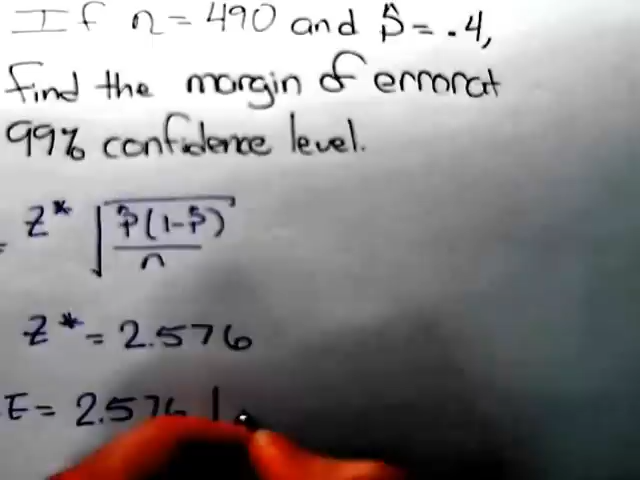 If n = 490 and p̂ = .4,
find the margin of error at
99% confidence level.
= z* √(p̂(1-p̂)/n)
z* = 2.576
E = 2.576